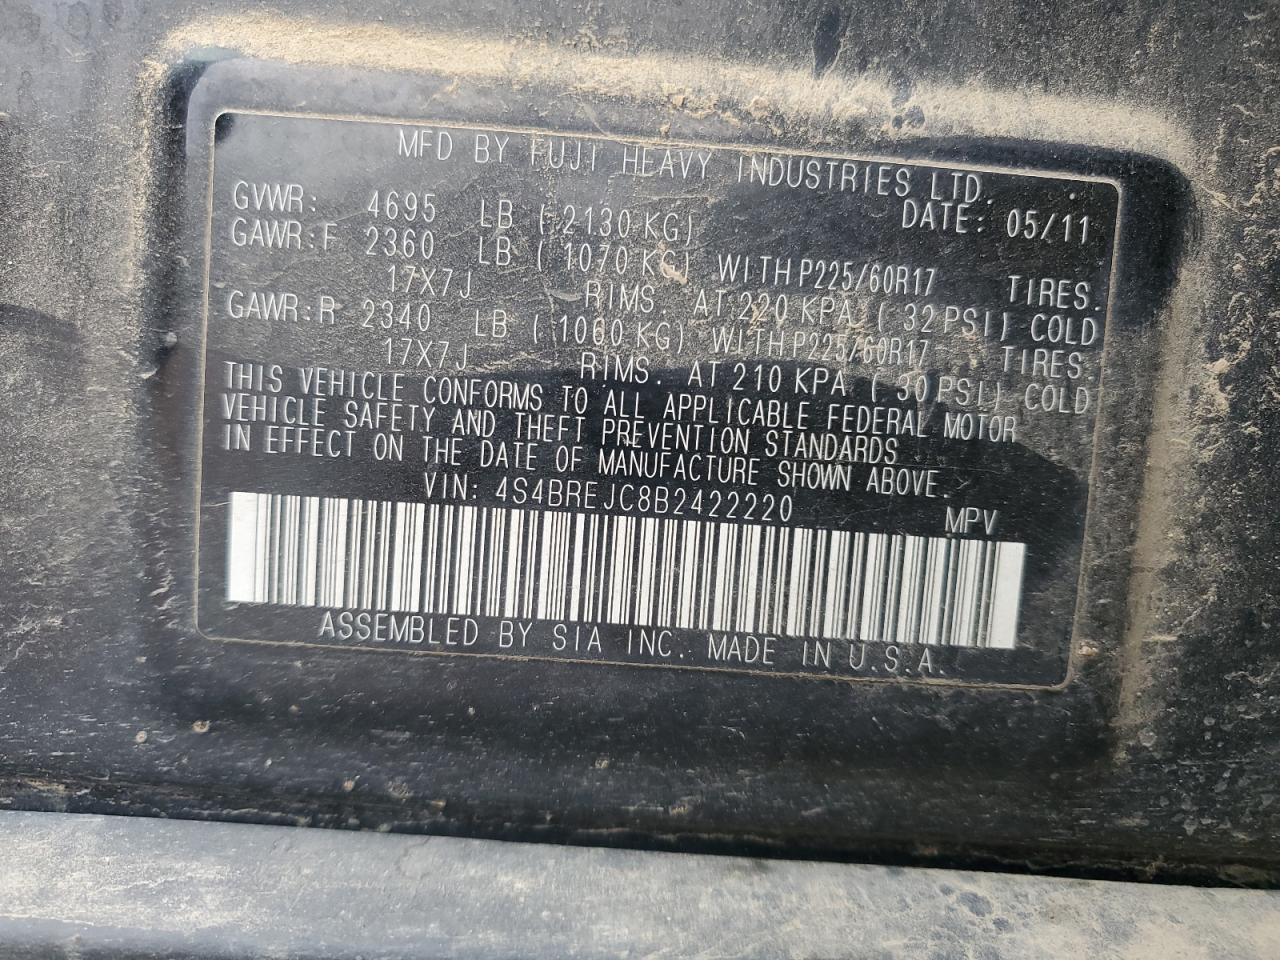 MFD BY FUJI HEAVY INDUSTRIES LTD.
GVWR: 4695 LB (2130 KG) DATE: 05/11
GAWR:F 2360 LB (1070 KG) WITH P225/60R17 TIRES.
17X7J RIMS. AT 220 KPA (32 PSI) COLD
GAWR:R 2340 LB (1060 KG) WITH P225/60R17 TIRES.
17X7J RIMS. AT 210 KPA (30 PSI) COLD
THIS VEHICLE CONFORMS TO ALL APPLICABLE FEDERAL MOTOR
VEHICLE SAFETY AND THEFT PREVENTION STANDARDS
IN EFFECT ON THE DATE OF MANUFACTURE SHOWN ABOVE.
VIN: 4S4BREJC8B2422220 MPV
ASSEMBLED BY SIA INC. MADE IN U.S.A.